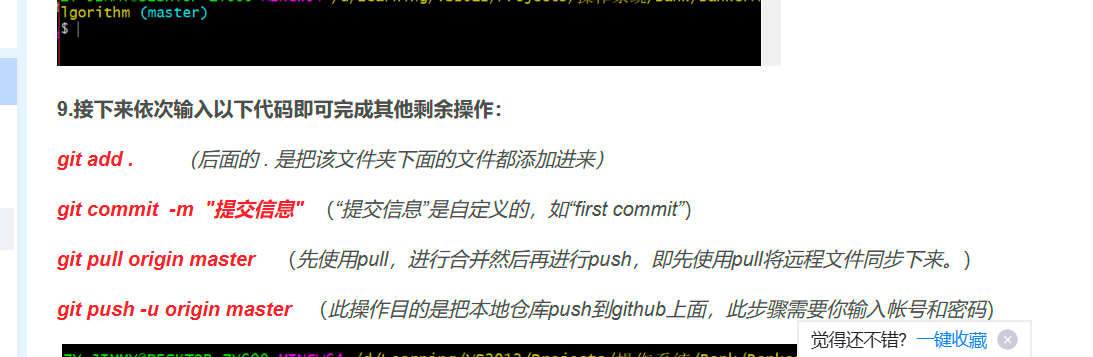 lgorithm (master)
$
9.接下来依次输入以下代码即可完成其他剩余操作：
git add . （后面的 . 是把该文件夹下面的文件都添加进来）
git commit -m "提交信息" （“提交信息”是自定义的，如“first commit”)
git pull origin master （先使用pull，进行合并然后再进行push，即先使用pull将远程文件同步下来。）
git push -u origin master （此操作目的是把本地仓库push到github上面，此步骤需要你输入帐号和密码)
觉得还不错? 一键收藏